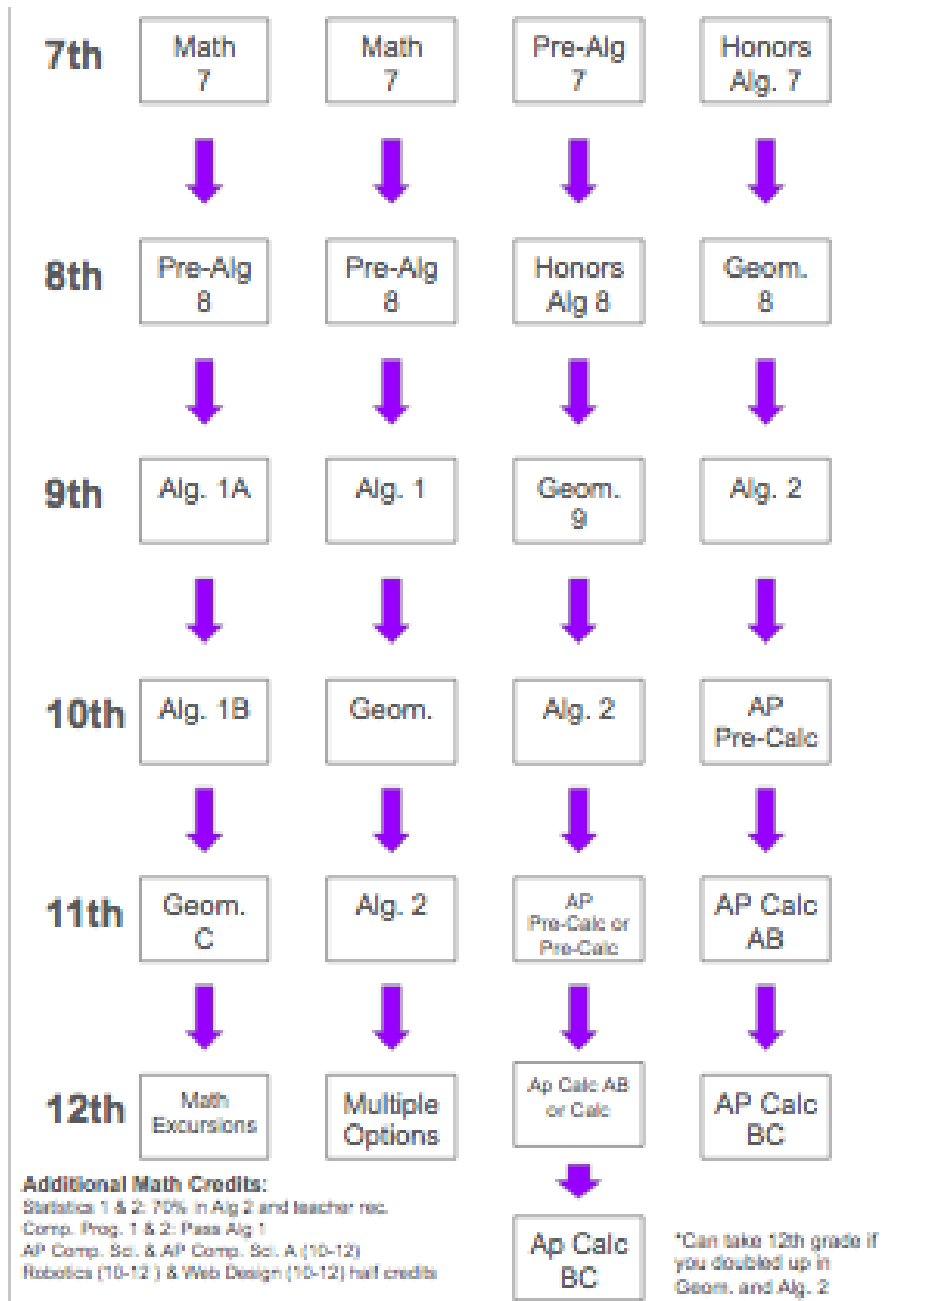 7th
Math
7
Math
7
Pre-Alg
7
Honors
Alg. 7
8th
Pre-Alg
8
Pre-Alg
8
Honors
Alg 8
Geom.
8
9th
Alg. 1A
Alg. 1
Geom.
9
Alg. 2
10th
Alg. 1B
Geom.
Alg. 2
AP
Pre-Calc
11th
Geom.
C
Alg. 2
AP
Pre-Calc or
Pre-Calc
AP Calc
AB
12th
Math
Excursions
Multiple
Options
Ap Calc AB
or Calc
AP Calc
BC
Additional Math Credits:
Statistics 1 & 2: 70% in Alg 2 and teacher rec.
Comp. Prog. 1 & 2: Pass Alg 1
AP Comp. Sci. & AP Comp. Sci. A (10-12)
Robotics (10-12 ) & Web Design (10-12) half credits
Ap Calc
BC
*Can take 12th grade if
you doubled up in
Geom. and Alg. 2